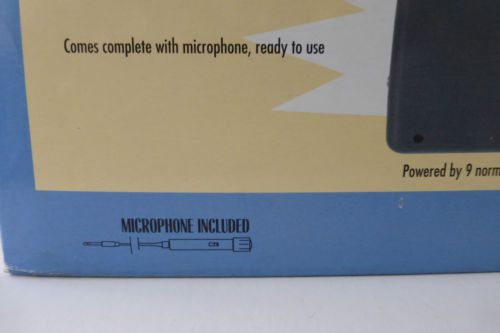 Comes complete with microphone, ready to use
Powered by 9 norm
MICROPHONE INCLUDED